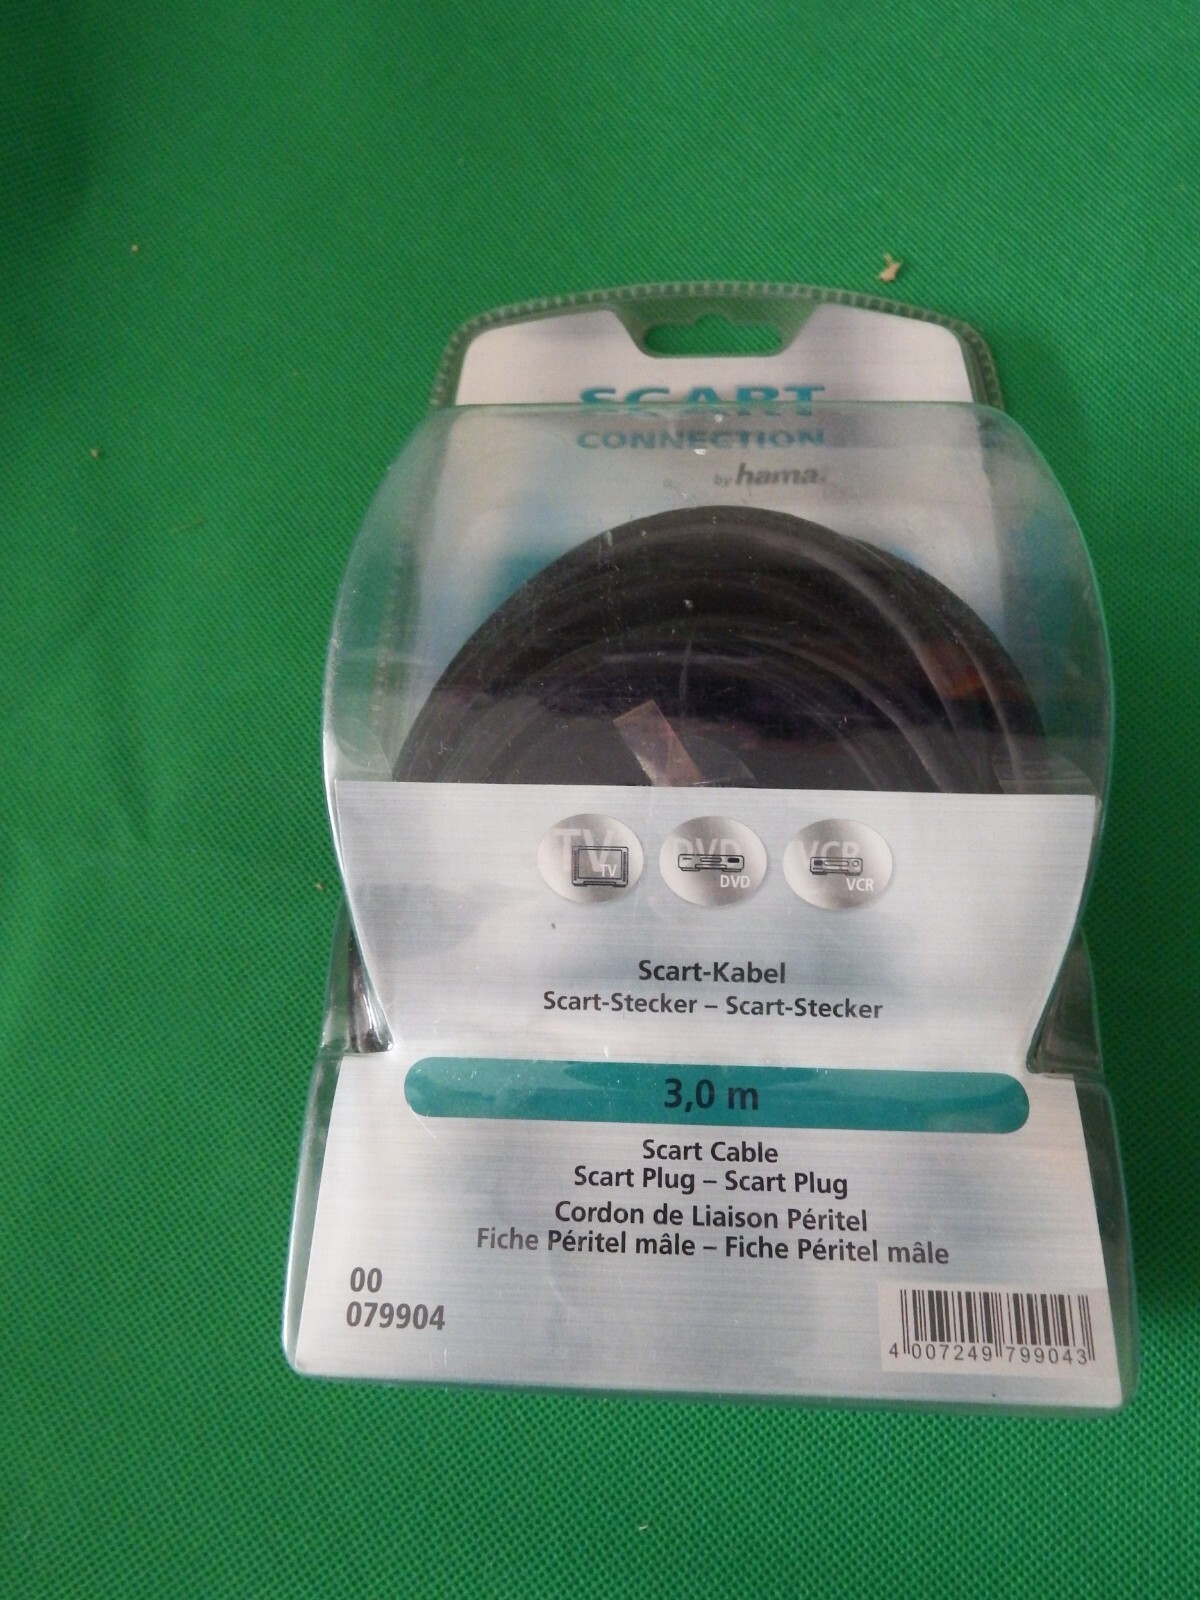 SCART
CONNECTION
by hama
TV
TV
DVD
DVD
VCR
VCR
Scart-Kabel
Scart-Stecker – Scart-Stecker
3,0 m
Scart Cable
Scart Plug – Scart Plug
Cordon de Liaison Péritel
Fiche Péritel mâle – Fiche Péritel mâle
00
079904
4 007249 799043